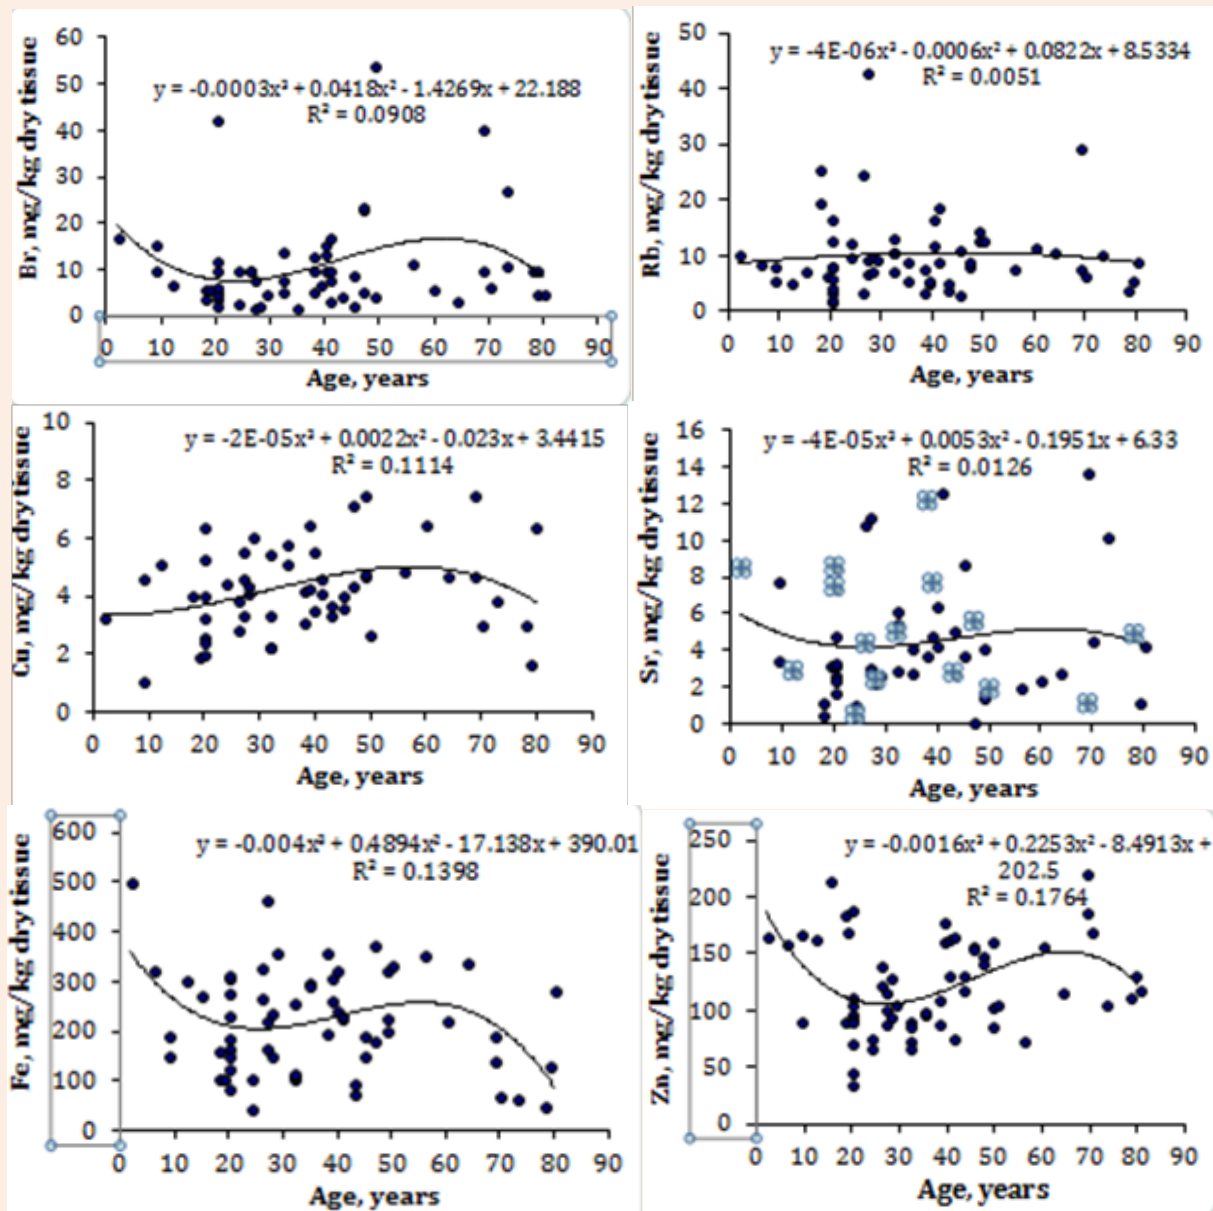 60
50
40
30
20
10
0
Br, mg/kg dry tissue
y = -0.0003x³ + 0.0418x² - 1.4269x + 22.188
R² = 0.0908
0 10 20 30 40 50 60 70 80 90
Age, years
50
40
30
20
10
0
Rb, mg/kg dry tissue
y = -4E-06x³ - 0.0006x² + 0.0822x + 8.5334
R² = 0.0051
0 10 20 30 40 50 60 70 80 90
Age, years
10
8
6
4
2
0
Cu, mg/kg dry tissue
y = -2E-05x³ + 0.0022x² - 0.023x + 3.4415
R² = 0.1114
0 10 20 30 40 50 60 70 80 90
Age, years
16
14
12
10
8
6
4
2
0
Sr, mg/kg dry tissue
y = -4E-05x³ + 0.0053x² - 0.1951x + 6.33
R² = 0.0126
0 10 20 30 40 50 60 70 80 90
Age, years
600
500
400
300
200
100
0
Fe, mg/kg dry tissue
y = -0.004x³ + 0.4894x² - 17.138x + 390.01
R² = 0.1398
0 10 20 30 40 50 60 70 80 90
Age, years
250
200
150
100
50
0
Zn, mg/kg dry tissue
y = -0.0016x³ + 0.2253x² - 8.4913x +
202.5
R² = 0.1764
0 10 20 30 40 50 60 70 80 90
Age, years